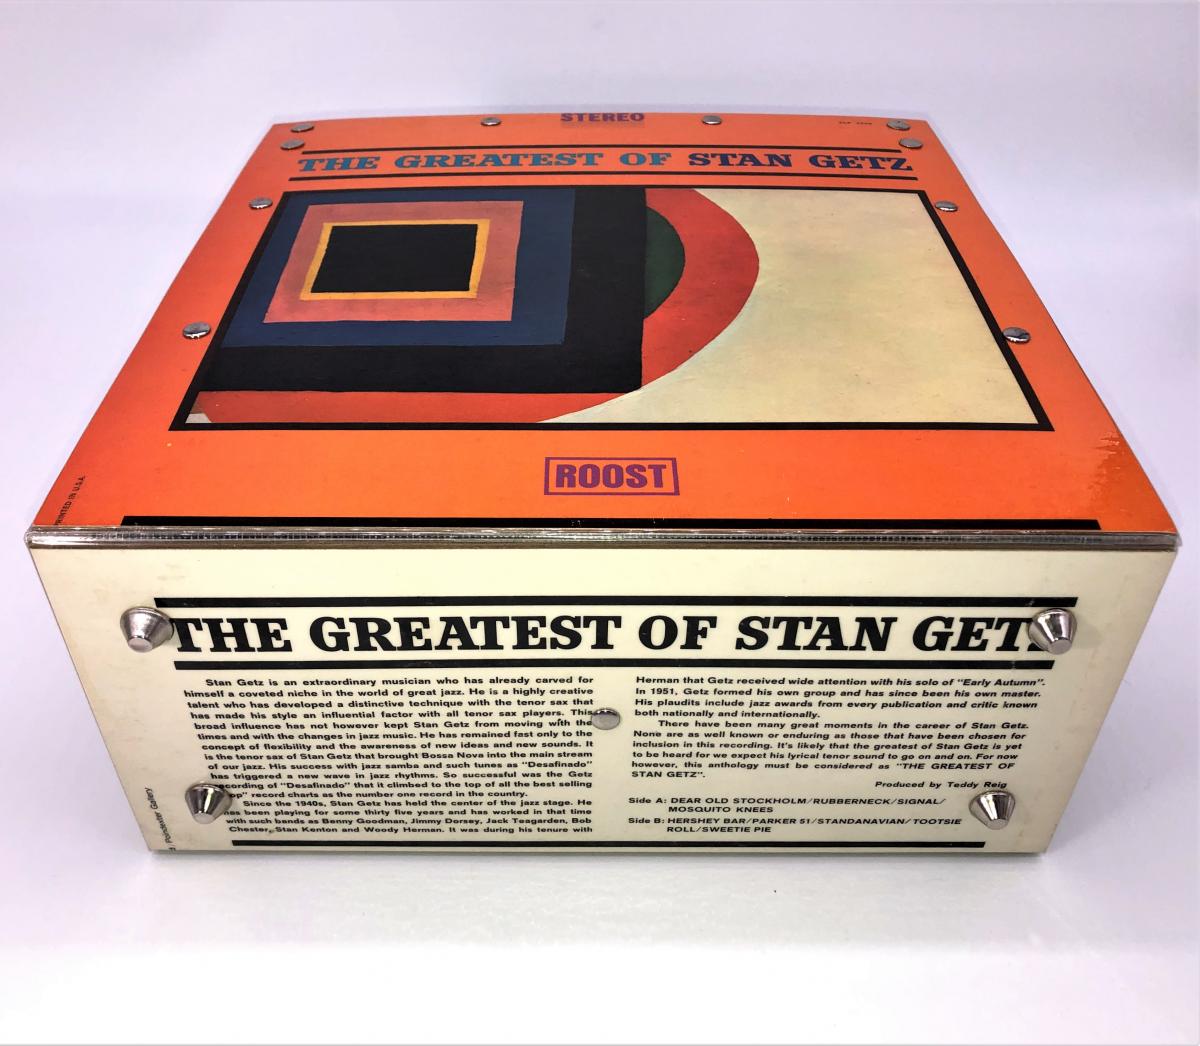 STEREO
THE GREATEST OF STAN GETZ
ROOST
PRINTED IN U.S.A.
THE GREATEST OF STAN GETZ
Stan Getz is an extraordinary musician who has already carved for
himself a coveted niche in the world of great jazz. He is a highly creative
talent who has developed a distinctive technique with the tenor sax that
has made his style an influential factor with all tenor sax players. This
broad influence has not however kept Stan Getz from moving with the
times and with the changes in jazz music. He has remained fast only to the
concept of flexibility and the awareness of new ideas and new sounds. It
is the tenor sax of Stan Getz that brought Bossa Nova into the main stream
of our jazz. His success with jazz samba and such tunes as "Desafinado"
has triggered a new wave in jazz rhythms. So successful was the Getz
recording of "Desafinado" that it climbed to the top of all the best selling
"pop" record charts as the number one record in the country.
Since the 1940s, Stan Getz has held the center of the jazz stage. He
has been playing for some thirty five years and has worked in that time
with such bands as Benny Goodman, Jimmy Dorsey, Jack Teagarden, Bob
Chester, Stan Kenton and Woody Herman. It was during his tenure with
Herman that Getz received wide attention with his solo of "Early Autumn".
In 1951, Getz formed his own group and has since been his own master.
His plaudits include jazz awards from every publication and critic known
both nationally and internationally.
There have been many great moments in the career of Stan Getz.
None are as well known or enduring as those that have been chosen for
inclusion in this recording. It's likely that the greatest of Stan Getz is yet
to be heard for we expect his lyrical tenor sound to go on and on. For now
however, this anthology must be considered as "THE GREATEST OF
STAN GETZ".
Produced by Teddy Reig
Side A: DEAR OLD STOCKHOLM/RUBBERNECK/SIGNAL/
MOSQUITO KNEES
Side B: HERSHEY BAR/PARKER 51/STANDANAVIAN/TOOTSIE
ROLL/SWEETIE PIE
Poindexter Gallery